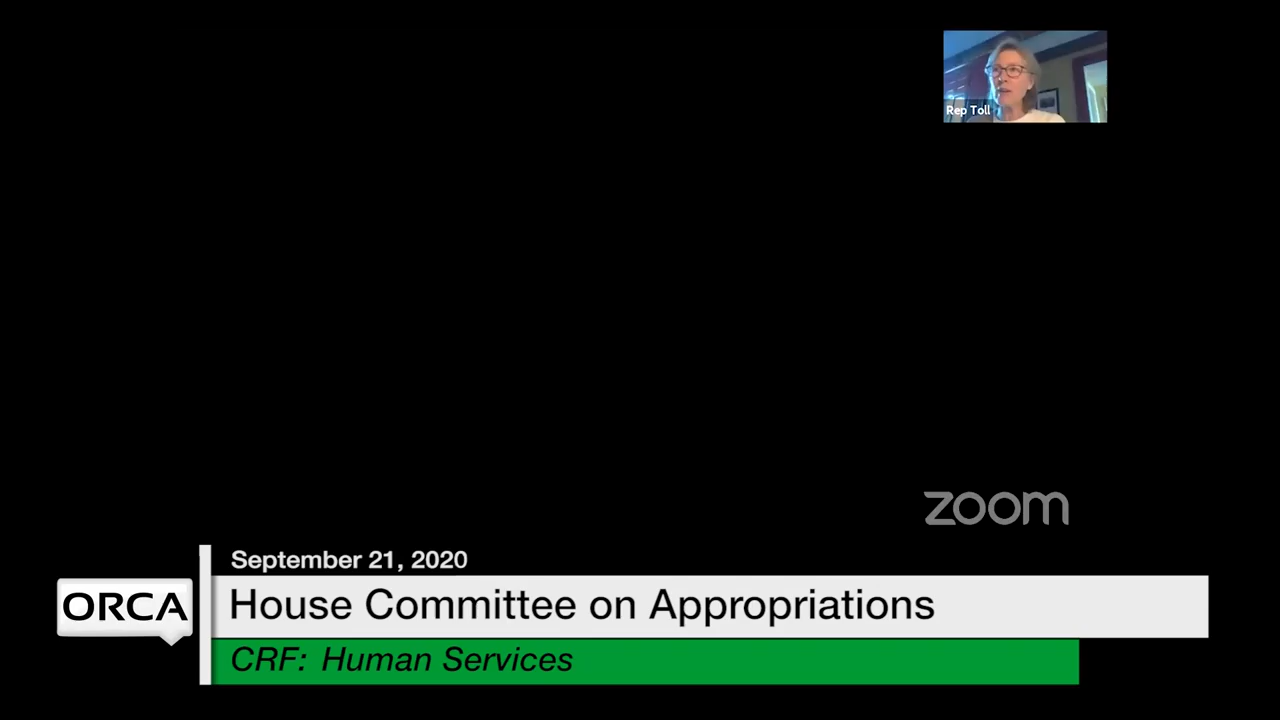 Rep Toll
zoom
September 21, 2020
ORCA
House Committee on Appropriations
CRF: Human Services